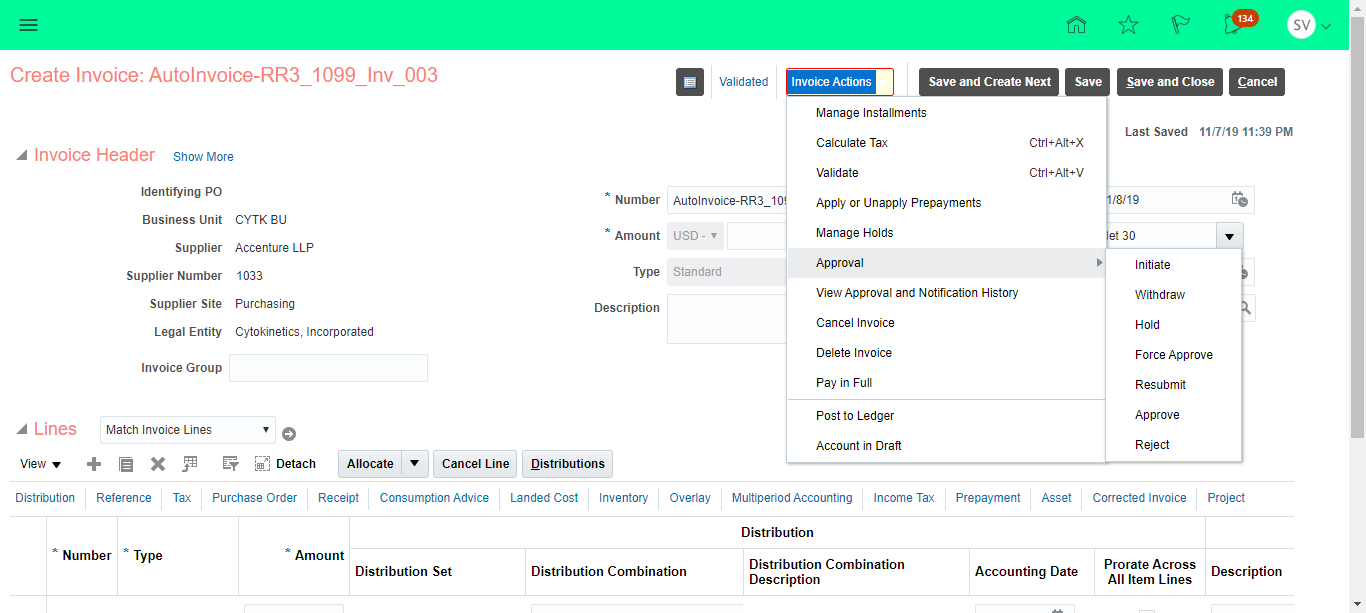 134
SV
Create Invoice: AutoInvoice-RR3_1099_Inv_003
Validated
Invoice Actions
Save and Create Next
Save
Save and Close
Cancel
Last Saved 11/7/19 11:39 PM
Manage Installments
Calculate Tax Ctrl+Alt+X
Validate Ctrl+Alt+V
Apply or Unapply Prepayments
Manage Holds
Approval
View Approval and Notification History
Cancel Invoice
Delete Invoice
Pay in Full
Post to Ledger
Account in Draft
Initiate
Withdraw
Hold
Force Approve
Resubmit
Approve
Reject
Invoice Header Show More
Identifying PO
Business Unit CYTK BU
Supplier Accenture LLP
Supplier Number 1033
Supplier Site Purchasing
Legal Entity Cytokinetics, Incorporated
Invoice Group
* Number AutoInvoice-RR3_109
* Amount USD -
Type Standard
Description
1/8/19
et 30
Lines Match Invoice Lines
View Detach Allocate Cancel Line Distributions
Distribution Reference Tax Purchase Order Receipt Consumption Advice Landed Cost Inventory Overlay Multiperiod Accounting Income Tax Prepayment Asset Corrected Invoice Project
Distribution
* Number * Type * Amount Distribution Set Distribution Combination Distribution Combination Description Accounting Date Prorate Across All Item Lines Description